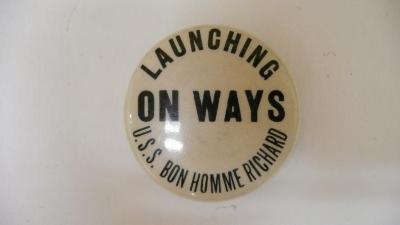 LAUNCHING
ON WAYS
U.S.S. BON HOMME RICHARD